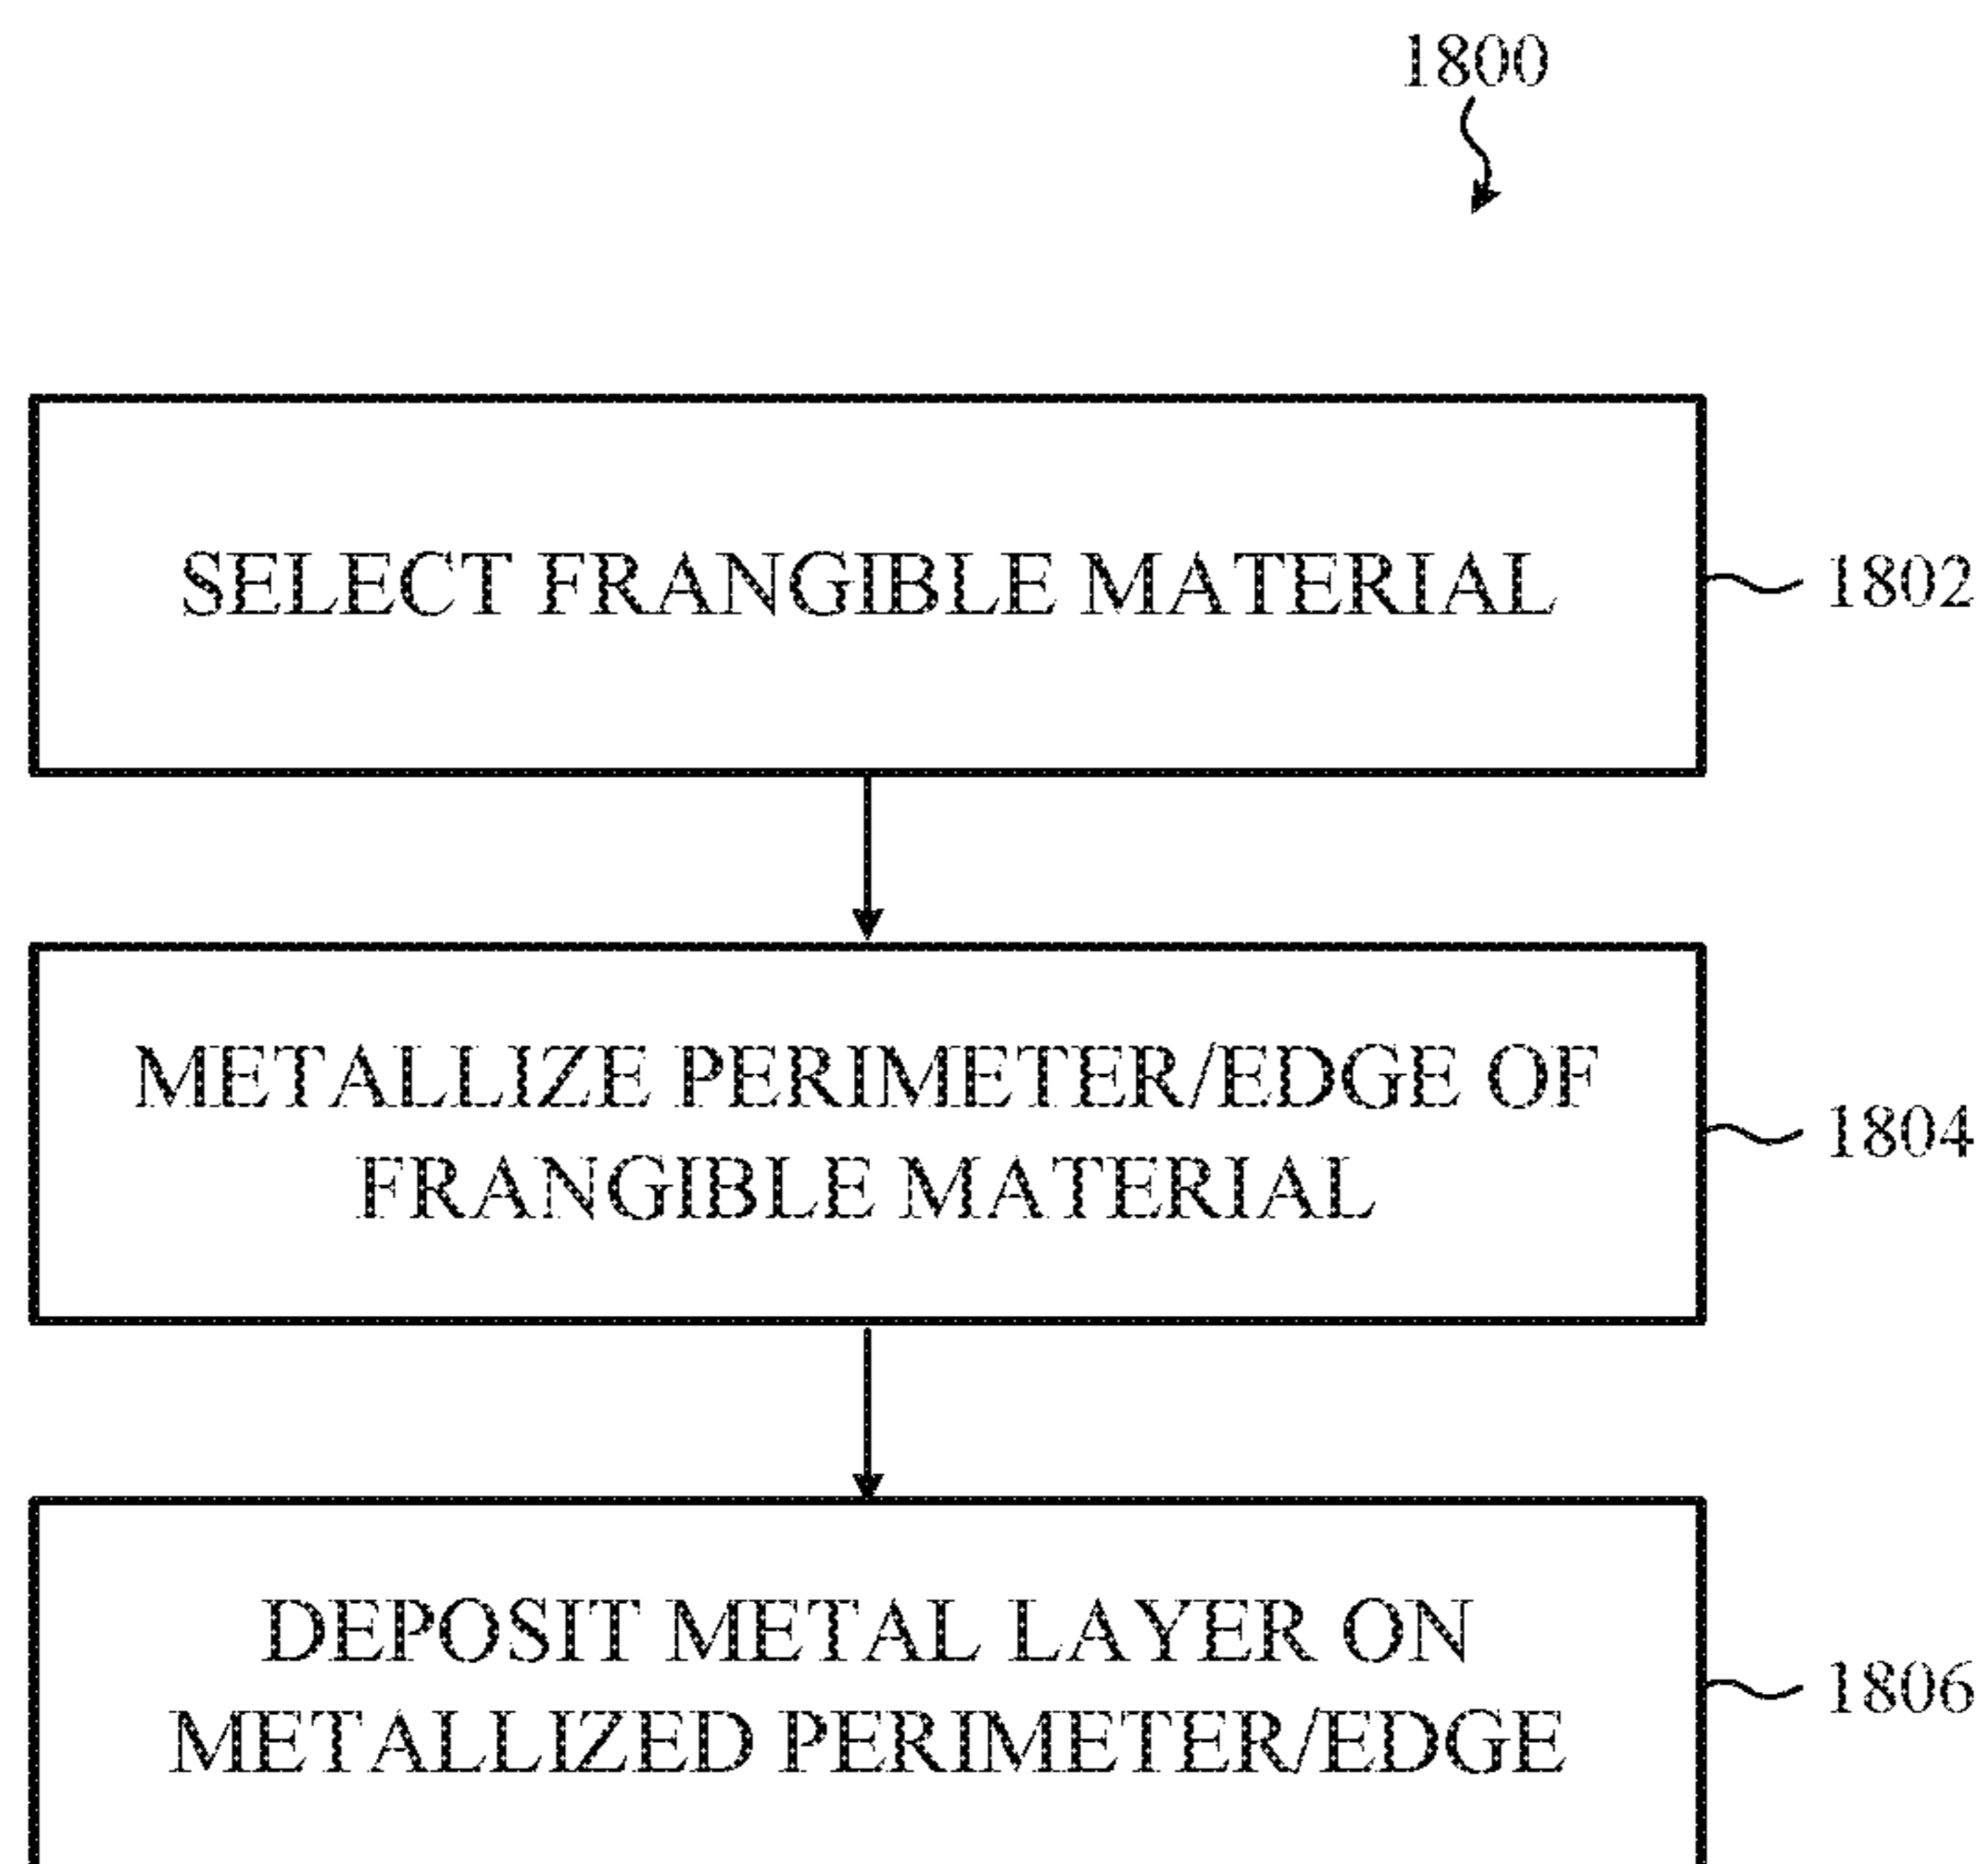 1800
SELECT FRANGIBLE MATERIAL
1802
METALLIZE PERIMETER/EDGE OF
FRANGIBLE MATERIAL
1804
DEPOSIT METAL LAYER ON
METALLIZED PERIMETER/EDGE
1806